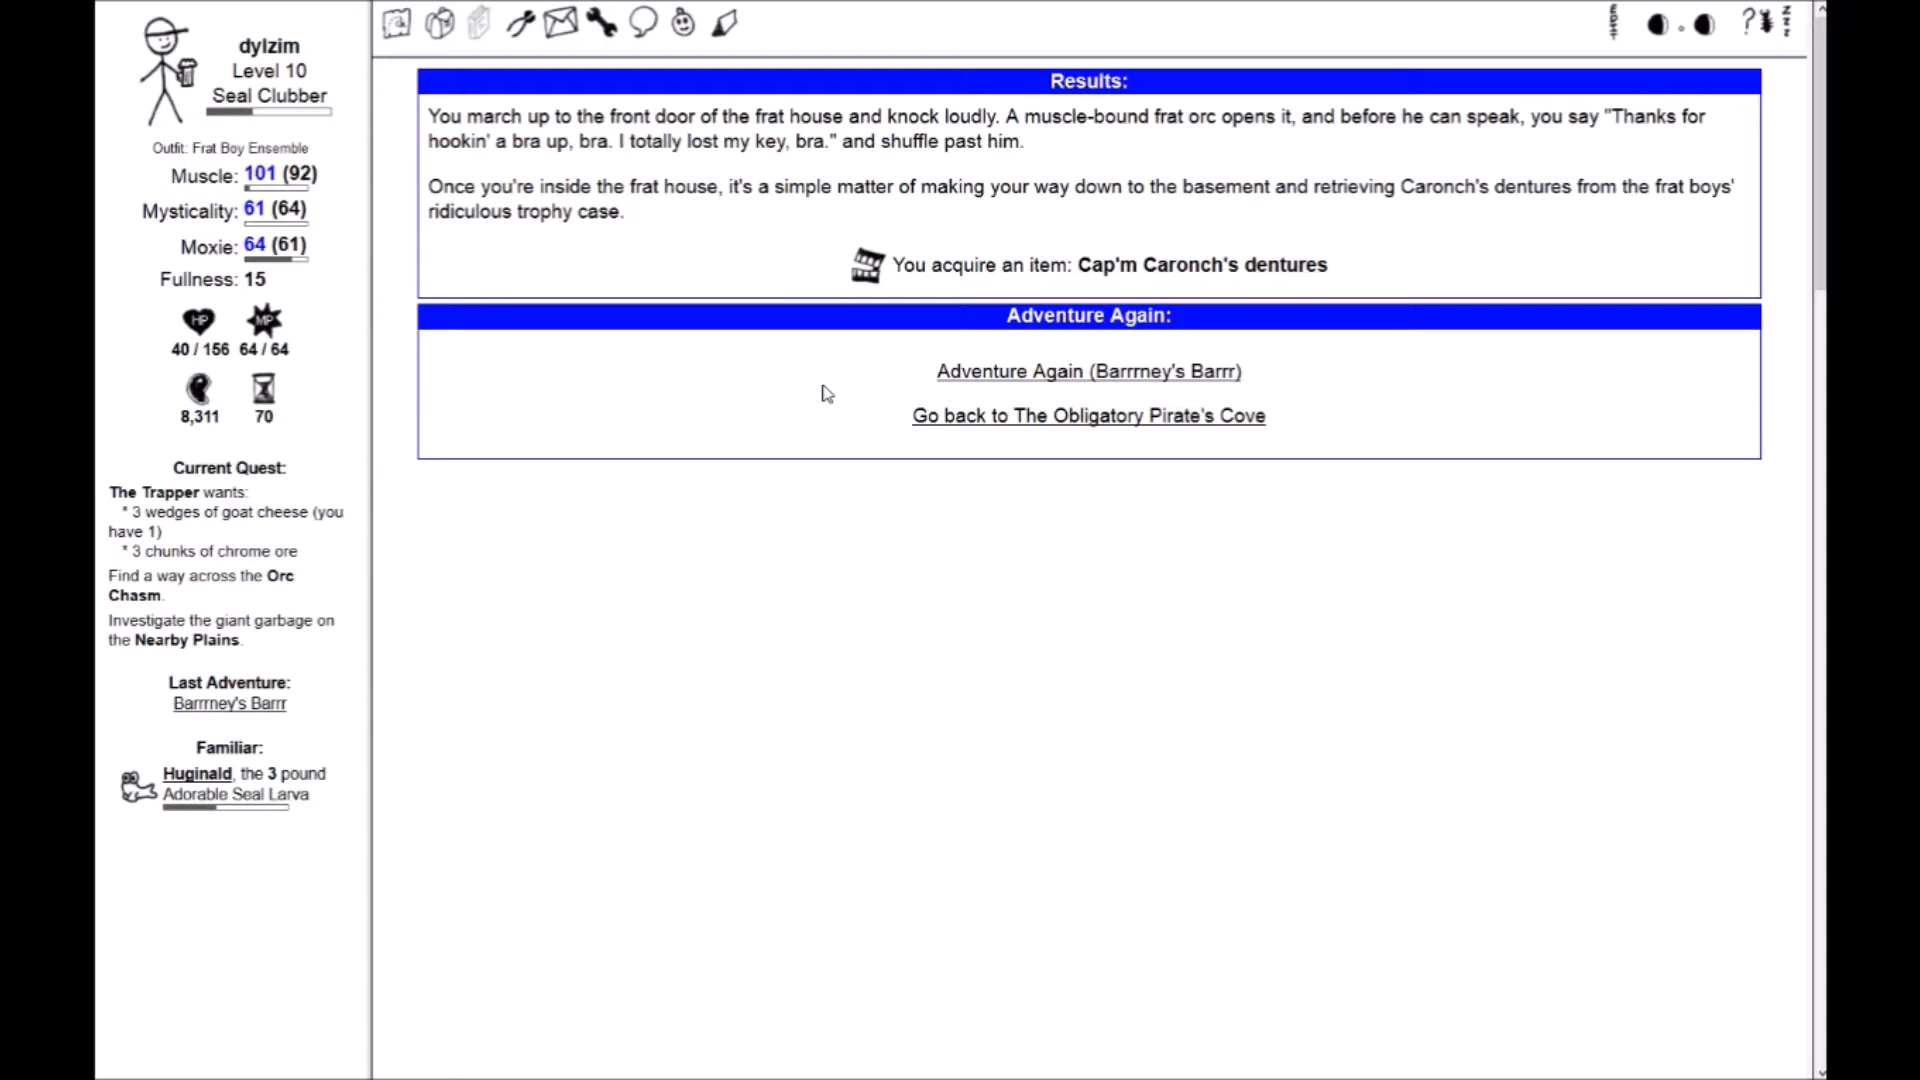 dylzim
Level 10
Seal Clubber
Outfit: Frat Boy Ensemble
Muscle: 101 (92)
Mysticality: 61 (64)
Moxie: 64 (61)
Fullness: 15
HP MP
40 / 156 64 / 64
8,311 70
Current Quest:
The Trapper wants:
* 3 wedges of goat cheese (you
have 1)
* 3 chunks of chrome ore
Find a way across the Orc
Chasm.
Investigate the giant garbage on
the Nearby Plains.
Last Adventure:
Barrrney's Barrr
Familiar:
Huginald, the 3 pound
Adorable Seal Larva
Results:
You march up to the front door of the frat house and knock loudly. A muscle-bound frat orc opens it, and before he can speak, you say "Thanks for
hookin' a bra up, bra. I totally lost my key, bra." and shuffle past him.
Once you're inside the frat house, it's a simple matter of making your way down to the basement and retrieving Caronch's dentures from the frat boys'
ridiculous trophy case.
You acquire an item: Cap'm Caronch's dentures
Adventure Again:
Adventure Again (Barrrney's Barrr)
Go back to The Obligatory Pirate's Cove